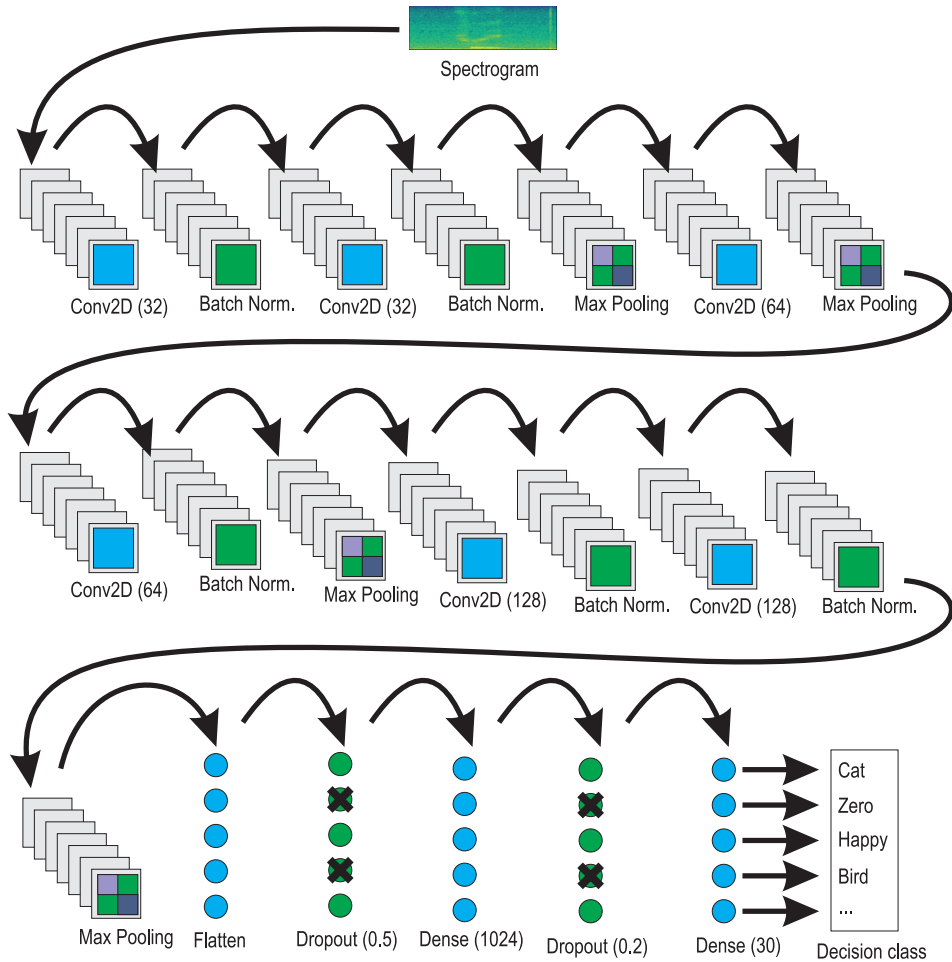 Spectrogram
Conv2D (32)
Batch Norm.
Conv2D (32)
Batch Norm.
Max Pooling
Conv2D (64)
Max Pooling
Conv2D (64)
Batch Norm.
Max Pooling
Conv2D (128)
Batch Norm.
Conv2D (128)
Batch Norm.
Max Pooling
Flatten
Dropout (0.5)
Dense (1024)
Dropout (0.2)
Dense (30)
Cat
Zero
Happy
Bird
...
Decision class